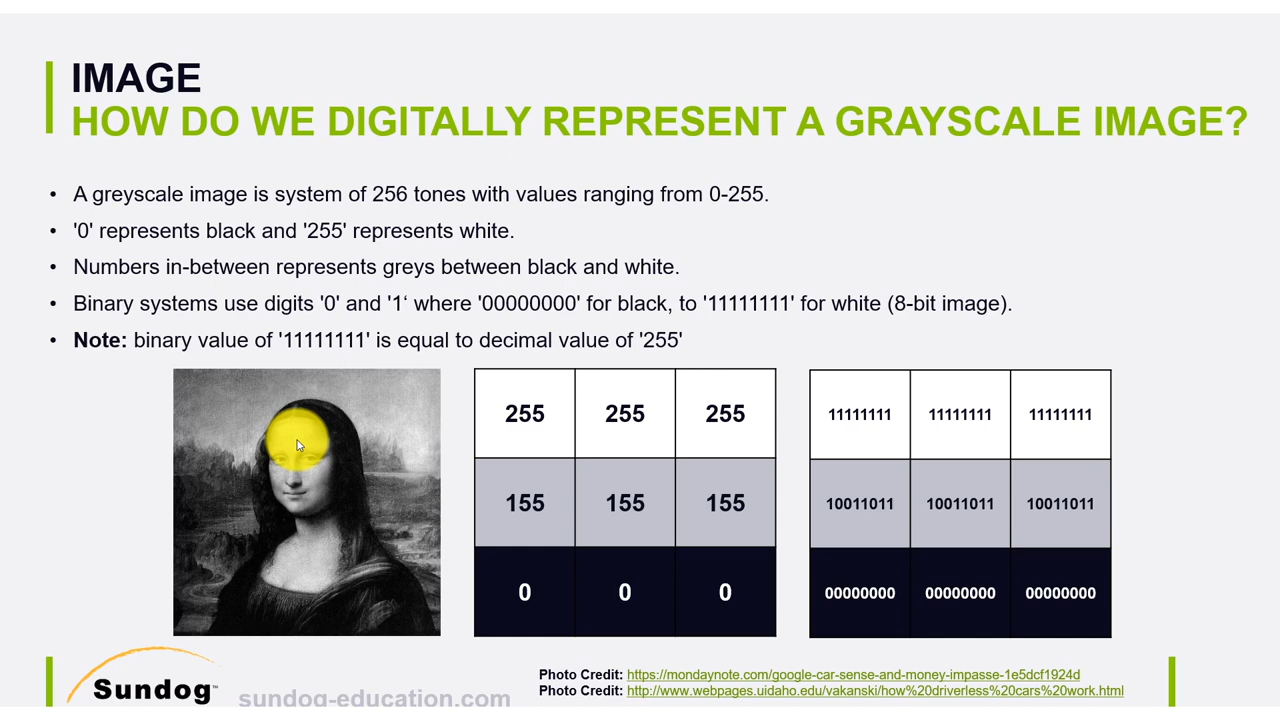 IMAGE
HOW DO WE DIGITALLY REPRESENT A GRAYSCALE IMAGE?
• A greyscale image is system of 256 tones with values ranging from 0-255.
• '0' represents black and '255' represents white.
• Numbers in-between represents greys between black and white.
• Binary systems use digits '0' and '1‘ where '00000000' for black, to '11111111' for white (8-bit image).
• Note: binary value of '11111111' is equal to decimal value of '255'
255 255 255
155 155 155
0 0 0
11111111 11111111 11111111
10011011 10011011 10011011
00000000 00000000 00000000
Sundog™
sundog-education.com
Photo Credit: https://mondaynote.com/google-car-sense-and-money-impasse-1e5dcf1924d
Photo Credit: http://www.webpages.uidaho.edu/vakanski/how%20driverless%20cars%20work.html